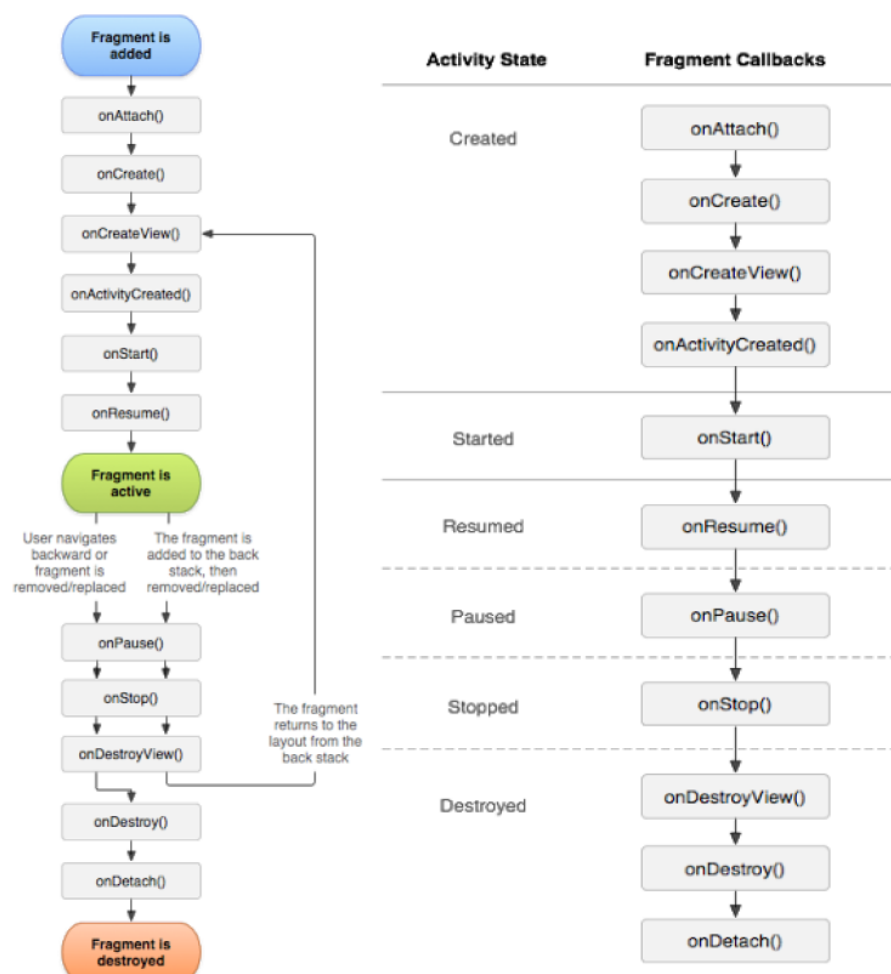 Fragment is
added
onAttach()
onCreate()
onCreateView()
onActivityCreated()
onStart()
onResume()
Fragment is
active
User navigates
backward or
fragment is
removed/replaced
The fragment is
added to the back
stack, then
removed/replaced
onPause()
onStop()
onDestroyView()
The fragment
returns to the
layout from the
back stack
onDestroy()
onDetach()
Fragment is
destroyed
Activity State
Fragment Callbacks
Created
onAttach()
onCreate()
onCreateView()
onActivityCreated()
Started
onStart()
Resumed
onResume()
Paused
onPause()
Stopped
onStop()
Destroyed
onDestroyView()
onDestroy()
onDetach()